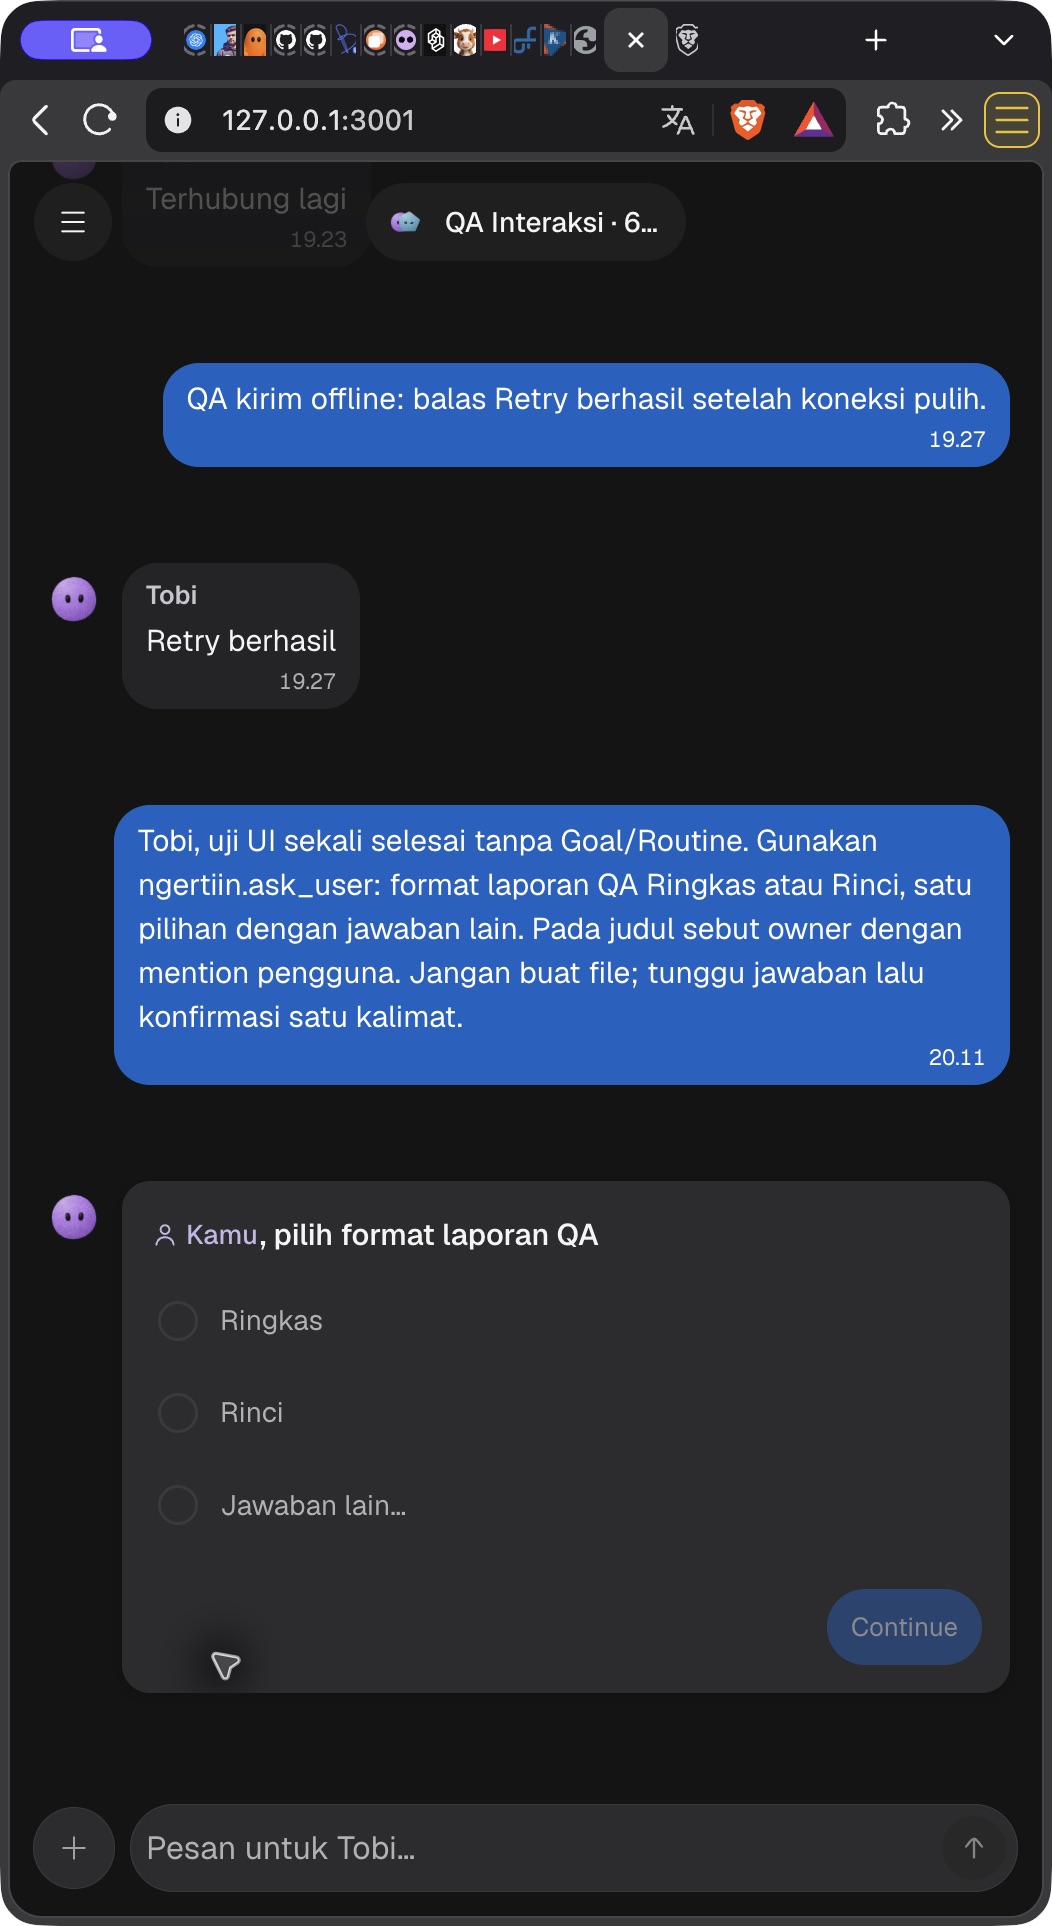 127.0.0.1:3001
Terhubung lagi
19.23
QA Interaksi · 6...
QA kirim offline: balas Retry berhasil setelah koneksi pulih.
19.27
Tobi
Retry berhasil
19.27
Tobi, uji UI sekali selesai tanpa Goal/Routine. Gunakan
ngertiin.ask_user: format laporan QA Ringkas atau Rinci, satu
pilihan dengan jawaban lain. Pada judul sebut owner dengan
mention pengguna. Jangan buat file; tunggu jawaban lalu
konfirmasi satu kalimat.
20.11
Kamu, pilih format laporan QA
Ringkas
Rinci
Jawaban lain...
Continue
Pesan untuk Tobi...